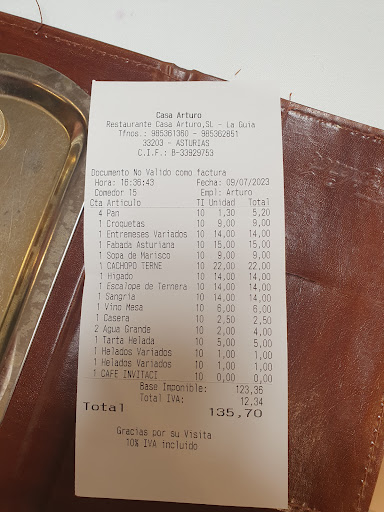 Casa Arturo
Restaurante Casa Arturo,SL - La Guia
Tfnos.: 985361360 - 985362851
33203 - ASTURIAS
C.I.F.: B-33929753
Documento No Valido como factura
Hora: 16:36:43 Fecha: 09/07/2023
Comedor 15 Empl: Arturo
Cta Artículo TI Unidad Total
4 Pan 10 1,30 5,20
1 Croquetas 10 9,00 9,00
1 Entremeses Variados 10 14,00 14,00
1 Fabada Asturiana 10 15,00 15,00
1 Sopa de Marisco 10 9,00 9,00
1 CACHOPO TERNE 10 22,00 22,00
1 Higado 10 14,00 14,00
1 Escalope de Ternera 10 14,00 14,00
1 Sangria 10 14,00 14,00
1 Vino Mesa 10 6,00 6,00
1 Casera 10 2,50 2,50
2 Agua Grande 10 2,00 4,00
1 Tarta Helada 10 5,00 5,00
1 Helados Variados 10 1,00 1,00
1 Helados Variados 10 1,00 1,00
1 CAFE INVITACI 10 0,00 0,00
Base Imponible: 123,36
Total IVA: 12,34
Total 135,70
Gracias por su Visita
10% IVA incluido